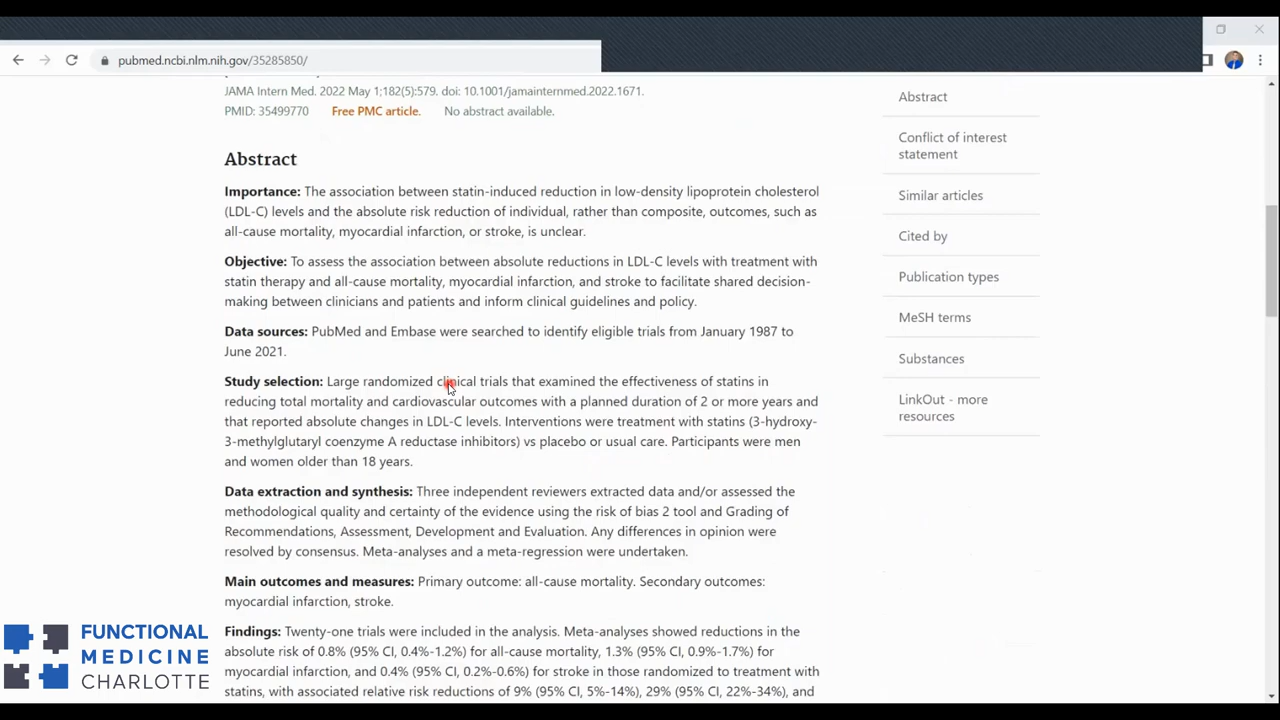 pubmed.ncbi.nlm.nih.gov/35285850/
JAMA Intern Med. 2022 May 1;182(5):579. doi: 10.1001/jamainternmed.2022.1671.
PMID: 35499770 Free PMC article. No abstract available.
Abstract
Importance: The association between statin-induced reduction in low-density lipoprotein cholesterol
(LDL-C) levels and the absolute risk reduction of individual, rather than composite, outcomes, such as
all-cause mortality, myocardial infarction, or stroke, is unclear.
Objective: To assess the association between absolute reductions in LDL-C levels with treatment with
statin therapy and all-cause mortality, myocardial infarction, and stroke to facilitate shared decision-
making between clinicians and patients and inform clinical guidelines and policy.
Data sources: PubMed and Embase were searched to identify eligible trials from January 1987 to
June 2021.
Study selection: Large randomized clinical trials that examined the effectiveness of statins in
reducing total mortality and cardiovascular outcomes with a planned duration of 2 or more years and
that reported absolute changes in LDL-C levels. Interventions were treatment with statins (3-hydroxy-
3-methylglutaryl coenzyme A reductase inhibitors) vs placebo or usual care. Participants were men
and women older than 18 years.
Data extraction and synthesis: Three independent reviewers extracted data and/or assessed the
methodological quality and certainty of the evidence using the risk of bias 2 tool and Grading of
Recommendations, Assessment, Development and Evaluation. Any differences in opinion were
resolved by consensus. Meta-analyses and a meta-regression were undertaken.
Main outcomes and measures: Primary outcome: all-cause mortality. Secondary outcomes:
myocardial infarction, stroke.
Findings: Twenty-one trials were included in the analysis. Meta-analyses showed reductions in the
absolute risk of 0.8% (95% CI, 0.4%-1.2%) for all-cause mortality, 1.3% (95% CI, 0.9%-1.7%) for
myocardial infarction, and 0.4% (95% CI, 0.2%-0.6%) for stroke in those randomized to treatment with
statins, with associated relative risk reductions of 9% (95% CI, 5%-14%), 29% (95% CI, 22%-34%), and
Abstract
Conflict of interest
statement
Similar articles
Cited by
Publication types
MeSH terms
Substances
LinkOut - more
resources
FUNCTIONAL
MEDICINE
CHARLOTTE